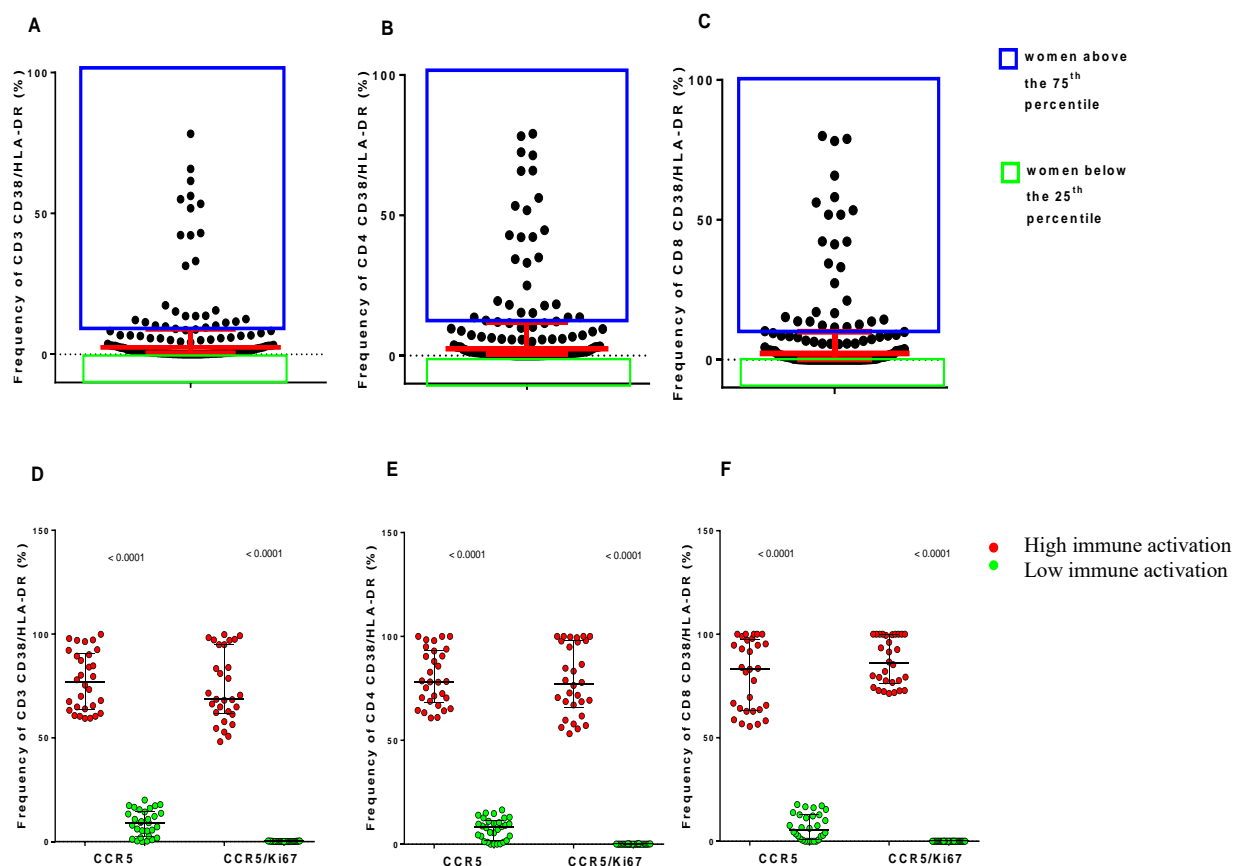 A
B
C
Frequency of CD3 CD38/HLA-DR (%)
100
50
0
Frequency of CD4 CD38/HLA-DR (%)
100
50
0
Frequency of CD8 CD38/HLA-DR (%)
100
50
0
women above
the 75th
percentile
women below
the 25th
percentile
D
E
F
Frequency of CD3 CD38/HLA-DR (%)
150
100
50
0
< 0.0001
< 0.0001
CCR5
CCR5/Ki67
Frequency of CD4 CD38/HLA-DR (%)
150
100
50
0
< 0.0001
< 0.0001
CCR5
CCR5/Ki67
Frequency of CD8 CD38/HLA-DR (%)
150
100
50
0
< 0.0001
< 0.0001
CCR5
CCR5/Ki67
High immune activation
Low immune activation